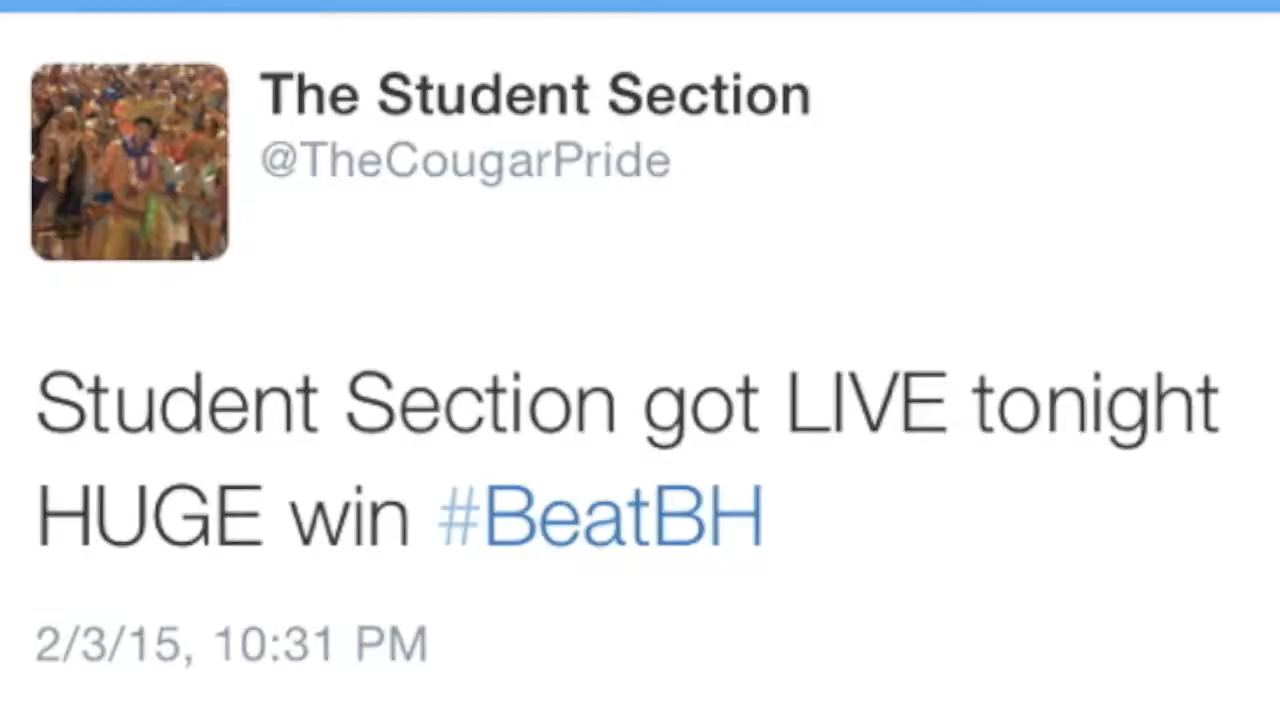 The Student Section
@TheCougarPride
Student Section got LIVE tonight
HUGE win #BeatBH
2/3/15, 10:31 PM